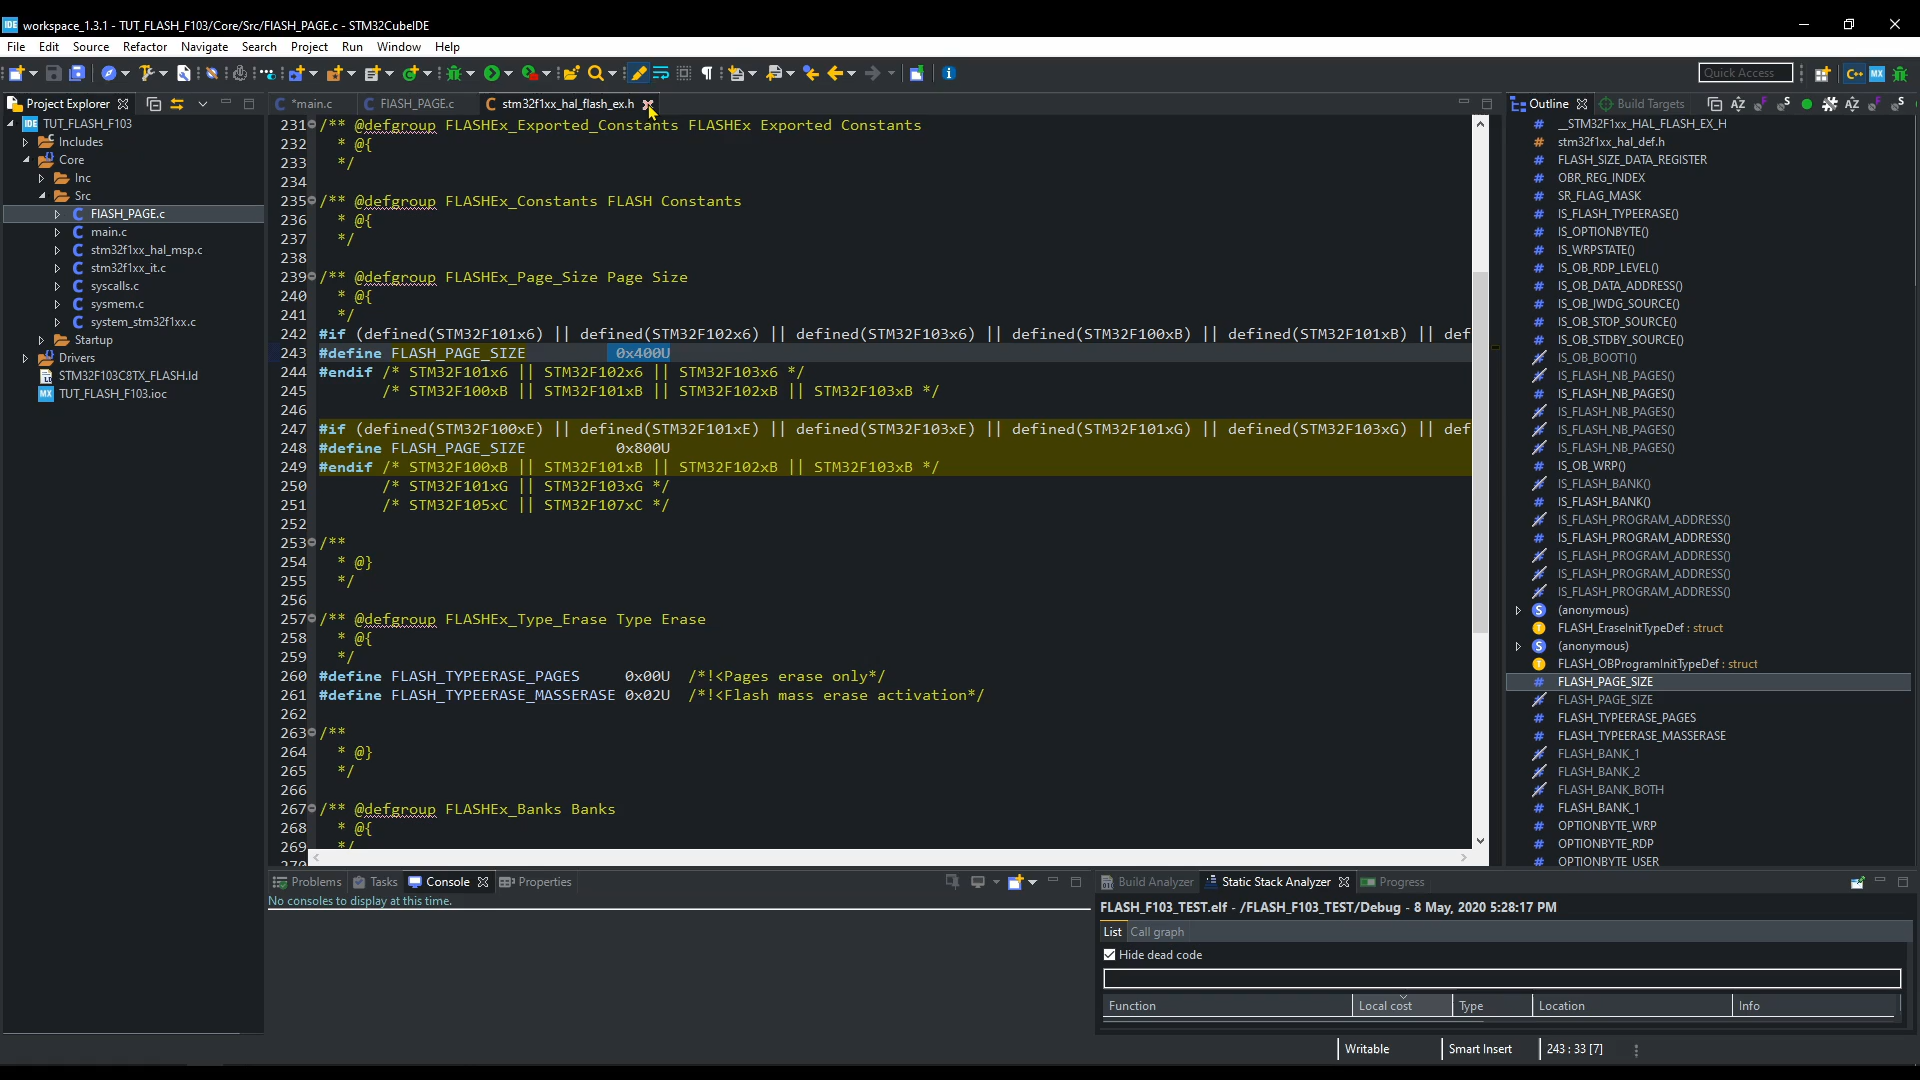 workspace_1.3.1 - TUT_FLASH_F103/Core/Src/FlASH_PAGE.c - STM32CubeIDE
File Edit Source Refactor Navigate Search Project Run Window Help
Quick Access
Project Explorer
TUT_FLASH_F103
Includes
Core
Inc
Src
FlASH_PAGE.c
main.c
stm32f1xx_hal_msp.c
stm32f1xx_it.c
syscalls.c
sysmem.c
system_stm32f1xx.c
Startup
Drivers
STM32F103C8TX_FLASH.ld
TUT_FLASH_F103.ioc
*main.c FlASH_PAGE.c stm32f1xx_hal_flash_ex.h
231 /** @defgroup FLASHEx_Exported_Constants FLASHEx Exported Constants
232 * @{
233 */
234
235 /** @defgroup FLASHEx_Constants FLASH Constants
236 * @{
237 */
238
239 /** @defgroup FLASHEx_Page_Size Page Size
240 * @{
241 */
242 #if (defined(STM32F101x6) || defined(STM32F102x6) || defined(STM32F103x6) || defined(STM32F100xB) || defined(STM32F101xB) || def
243 #define FLASH_PAGE_SIZE 0x400U
244 #endif /* STM32F101x6 || STM32F102x6 || STM32F103x6 */
245 /* STM32F100xB || STM32F101xB || STM32F102xB || STM32F103xB */
246
247 #if (defined(STM32F100xE) || defined(STM32F101xE) || defined(STM32F103xE) || defined(STM32F101xG) || defined(STM32F103xG) || def
248 #define FLASH_PAGE_SIZE 0x800U
249 #endif /* STM32F100xB || STM32F101xB || STM32F102xB || STM32F103xB */
250 /* STM32F101xG || STM32F103xG */
251 /* STM32F105xC || STM32F107xC */
252
253 /**
254 * @}
255 */
256
257 /** @defgroup FLASHEx_Type_Erase Type Erase
258 * @{
259 */
260 #define FLASH_TYPEERASE_PAGES 0x00U /*!<Pages erase only*/
261 #define FLASH_TYPEERASE_MASSERASE 0x02U /*!<Flash mass erase activation*/
262
263 /**
264 * @}
265 */
266
267 /** @defgroup FLASHEx_Banks Banks
268 * @{
269 */
270
Outline Build Targets
__STM32F1xx_HAL_FLASH_EX_H
stm32f1xx_hal_def.h
FLASH_SIZE_DATA_REGISTER
OBR_REG_INDEX
SR_FLAG_MASK
IS_FLASH_TYPEERASE()
IS_OPTIONBYTE()
IS_WRPSTATE()
IS_OB_RDP_LEVEL()
IS_OB_DATA_ADDRESS()
IS_OB_IWDG_SOURCE()
IS_OB_STOP_SOURCE()
IS_OB_STDBY_SOURCE()
IS_OB_BOOT1()
IS_FLASH_NB_PAGES()
IS_FLASH_NB_PAGES()
IS_FLASH_NB_PAGES()
IS_FLASH_NB_PAGES()
IS_FLASH_NB_PAGES()
IS_OB_WRP()
IS_FLASH_BANK()
IS_FLASH_BANK()
IS_FLASH_PROGRAM_ADDRESS()
IS_FLASH_PROGRAM_ADDRESS()
IS_FLASH_PROGRAM_ADDRESS()
IS_FLASH_PROGRAM_ADDRESS()
IS_FLASH_PROGRAM_ADDRESS()
(anonymous)
FLASH_EraseInitTypeDef : struct
(anonymous)
FLASH_OBProgramInitTypeDef : struct
FLASH_PAGE_SIZE
FLASH_PAGE_SIZE
FLASH_TYPEERASE_PAGES
FLASH_TYPEERASE_MASSERASE
FLASH_BANK_1
FLASH_BANK_2
FLASH_BANK_BOTH
FLASH_BANK_1
OPTIONBYTE_WRP
OPTIONBYTE_RDP
OPTIONBYTE_USER
Problems Tasks Console Properties
No consoles to display at this time.
Build Analyzer Static Stack Analyzer Progress
FLASH_F103_TEST.elf - /FLASH_F103_TEST/Debug - 8 May, 2020 5:28:17 PM
List Call graph
Hide dead code
Function Local cost Type Location Info
Writable Smart Insert 243 : 33 [7]